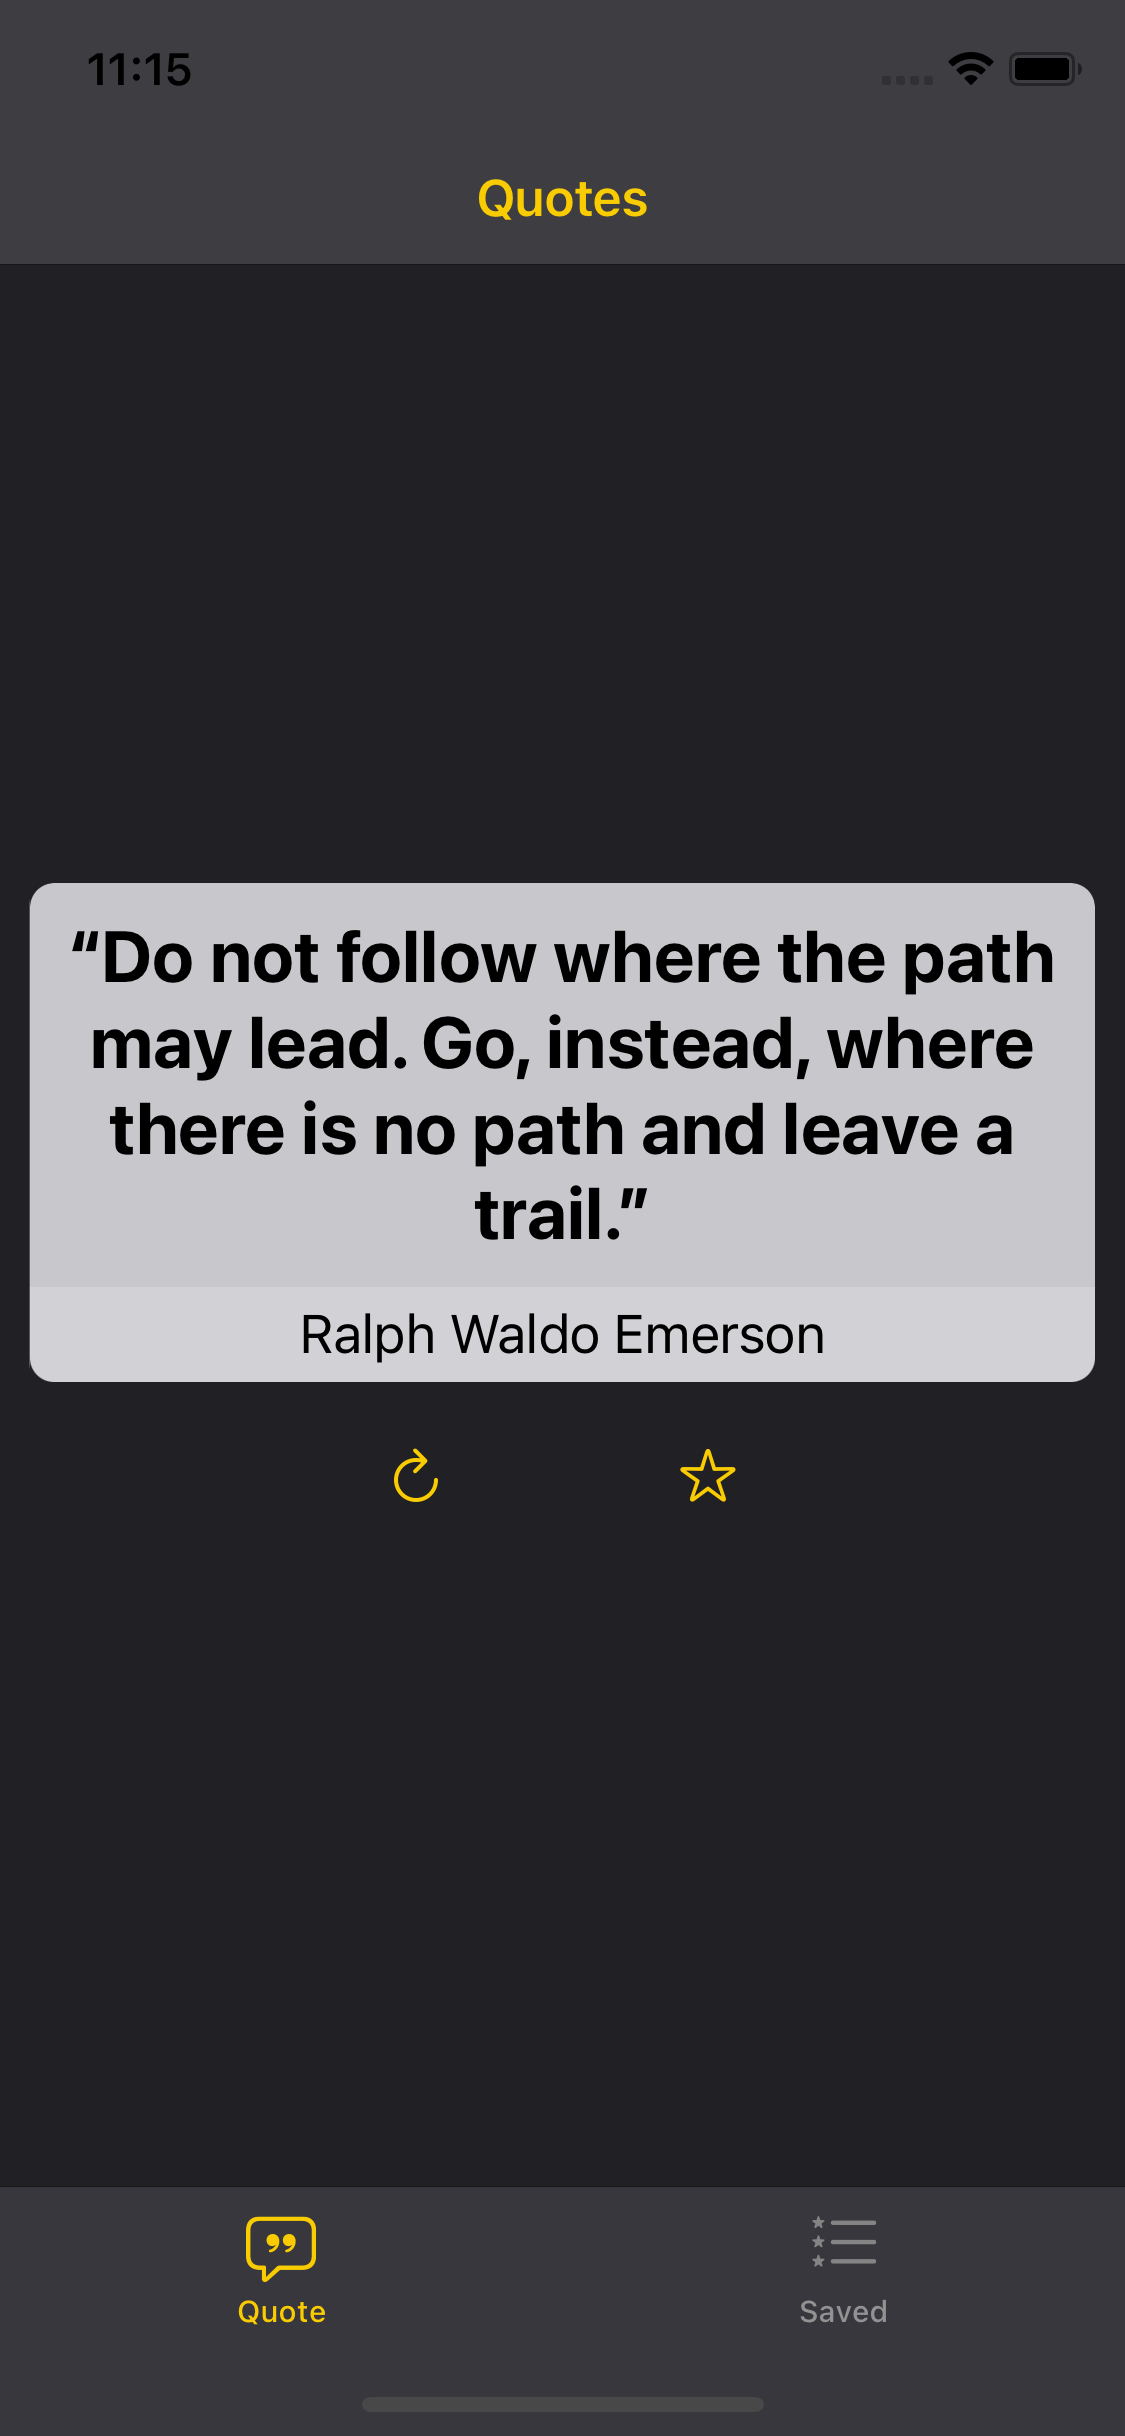 11:15
Quotes
“Do not follow where the path
may lead. Go, instead, where
there is no path and leave a
trail.”
Ralph Waldo Emerson
Quote
Saved